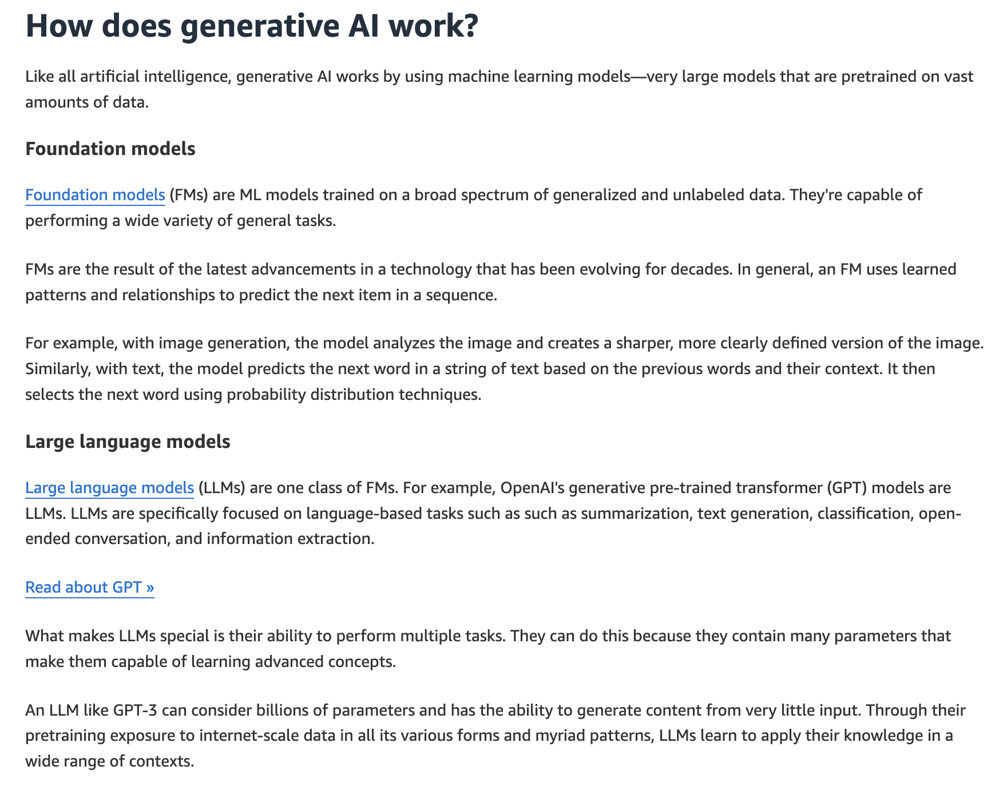 How does generative AI work?
Like all artificial intelligence, generative AI works by using machine learning models—very large models that are pretrained on vast
amounts of data.
Foundation models
Foundation models (FMs) are ML models trained on a broad spectrum of generalized and unlabeled data. They're capable of
performing a wide variety of general tasks.
FMs are the result of the latest advancements in a technology that has been evolving for decades. In general, an FM uses learned
patterns and relationships to predict the next item in a sequence.
For example, with image generation, the model analyzes the image and creates a sharper, more clearly defined version of the image.
Similarly, with text, the model predicts the next word in a string of text based on the previous words and their context. It then
selects the next word using probability distribution techniques.
Large language models
Large language models (LLMs) are one class of FMs. For example, OpenAI's generative pre-trained transformer (GPT) models are
LLMs. LLMs are specifically focused on language-based tasks such as such as summarization, text generation, classification, open-
ended conversation, and information extraction.
Read about GPT »
What makes LLMs special is their ability to perform multiple tasks. They can do this because they contain many parameters that
make them capable of learning advanced concepts.
An LLM like GPT-3 can consider billions of parameters and has the ability to generate content from very little input. Through their
pretraining exposure to internet-scale data in all its various forms and myriad patterns, LLMs learn to apply their knowledge in a
wide range of contexts.